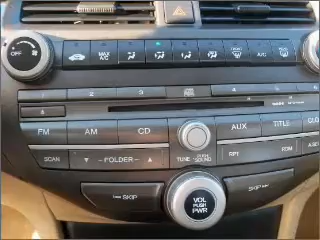 OFF
MAX A/C
AUTO
1 2 3 4 5 6
FM AM CD AUX TITLE
SCAN – FOLDER – TUNE RPT RDM
SKIP SKIP
VOL
PUSH
PWR